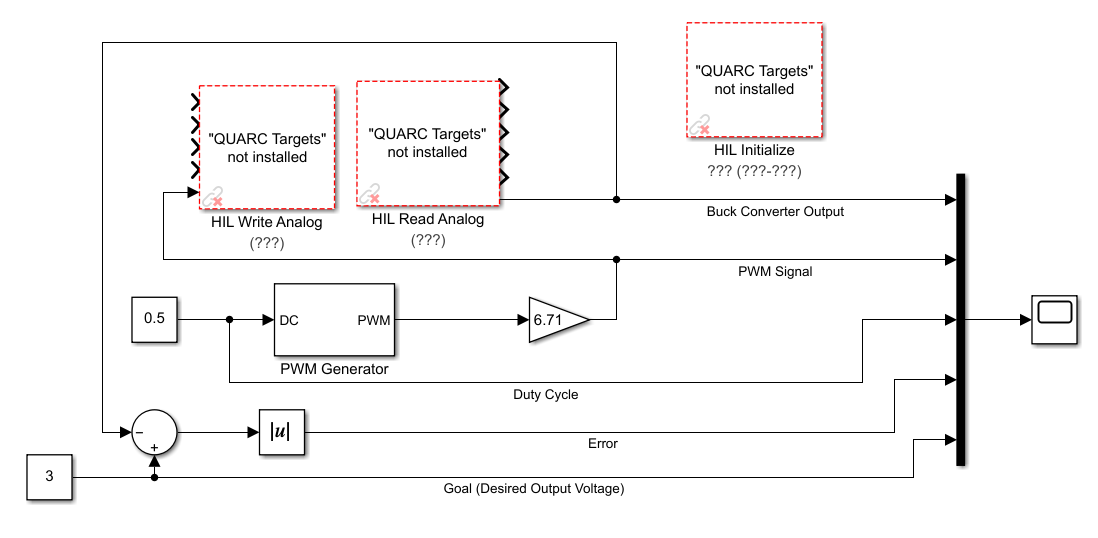 "QUARC Targets"
not installed
HIL Initialize
??? (???-???)
"QUARC Targets"
not installed
HIL Write Analog
(???)
"QUARC Targets"
not installed
HIL Read Analog
(???)
Buck Converter Output
PWM Signal
0.5
DC
PWM
PWM Generator
6.71
Duty Cycle
−
+
|u|
Error
3
Goal (Desired Output Voltage)